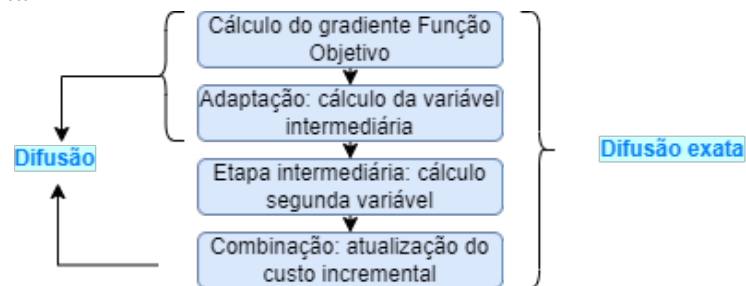 Cálculo do gradiente Função
Objetivo
Adaptação: cálculo da variável
intermediária
Difusão
Difusão exata
Etapa intermediária: cálculo
segunda variável
Combinação: atualização do
custo incremental